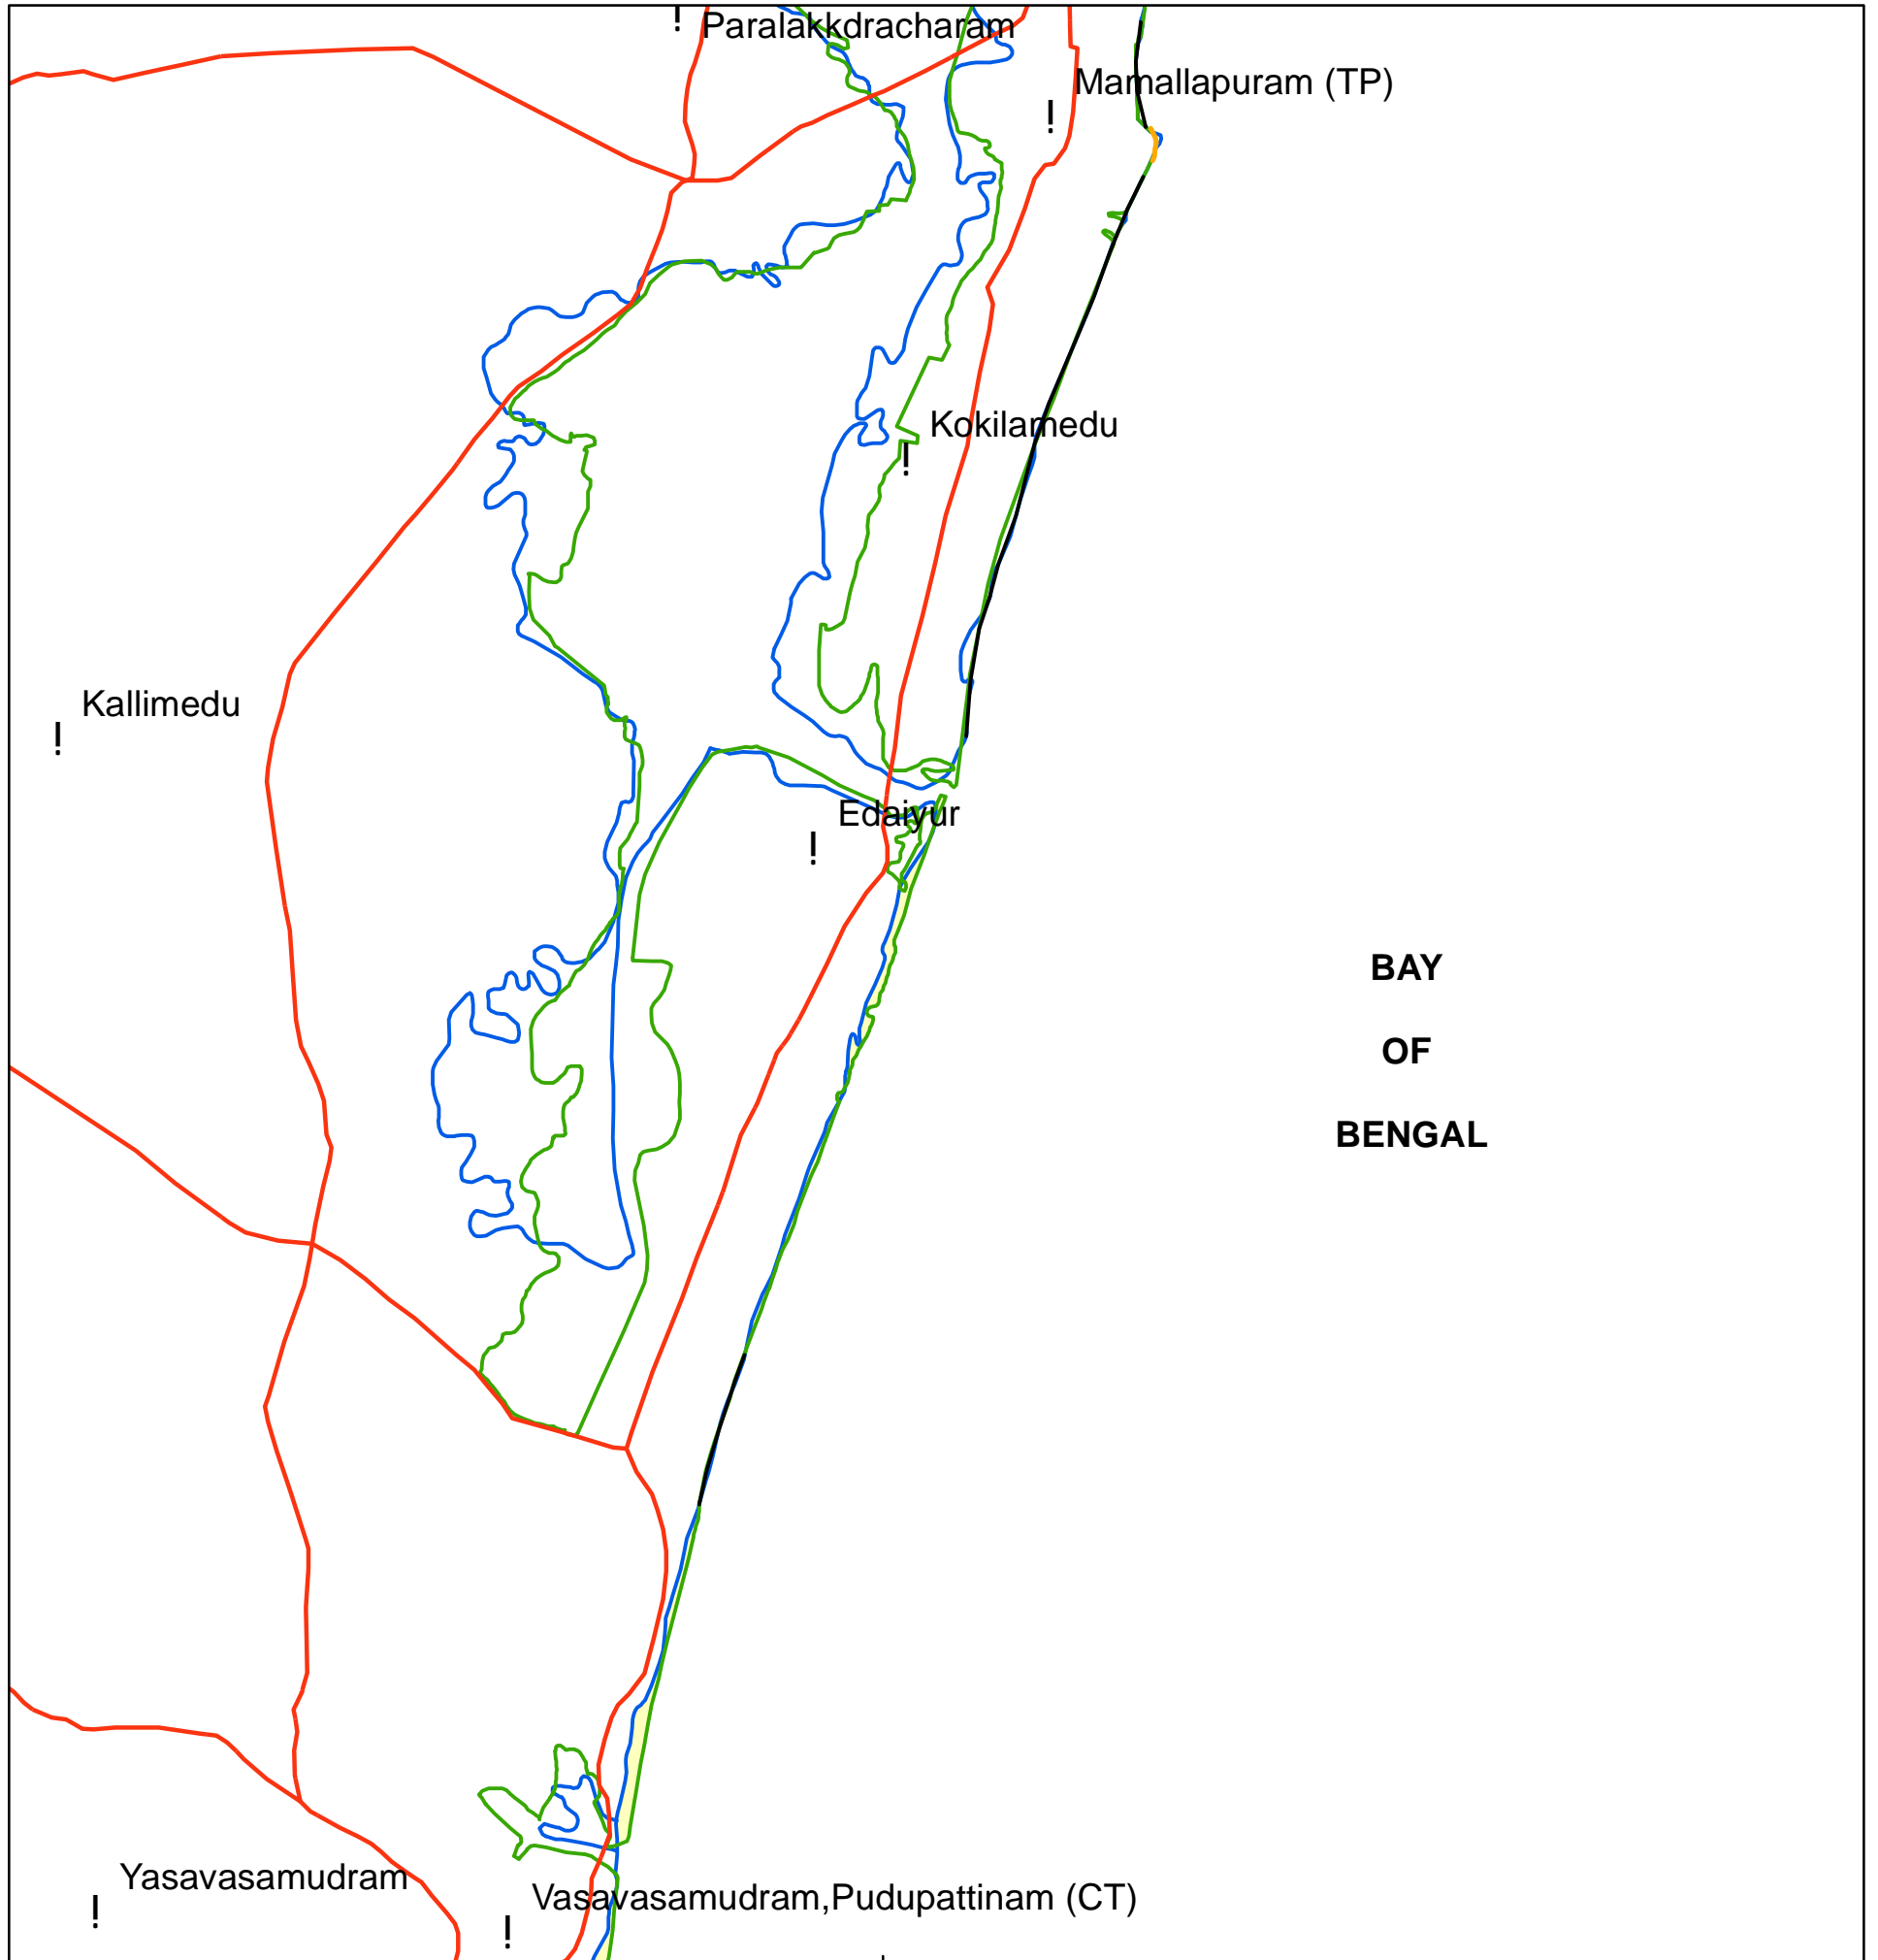 Paralakkdracharam
Mamallapuram (TP)
Kokilamedu
Kallimedu
Edaiyur
BAY
OF
BENGAL
Yasavasamudram
Vasavasamudram,Pudupattinam (CT)